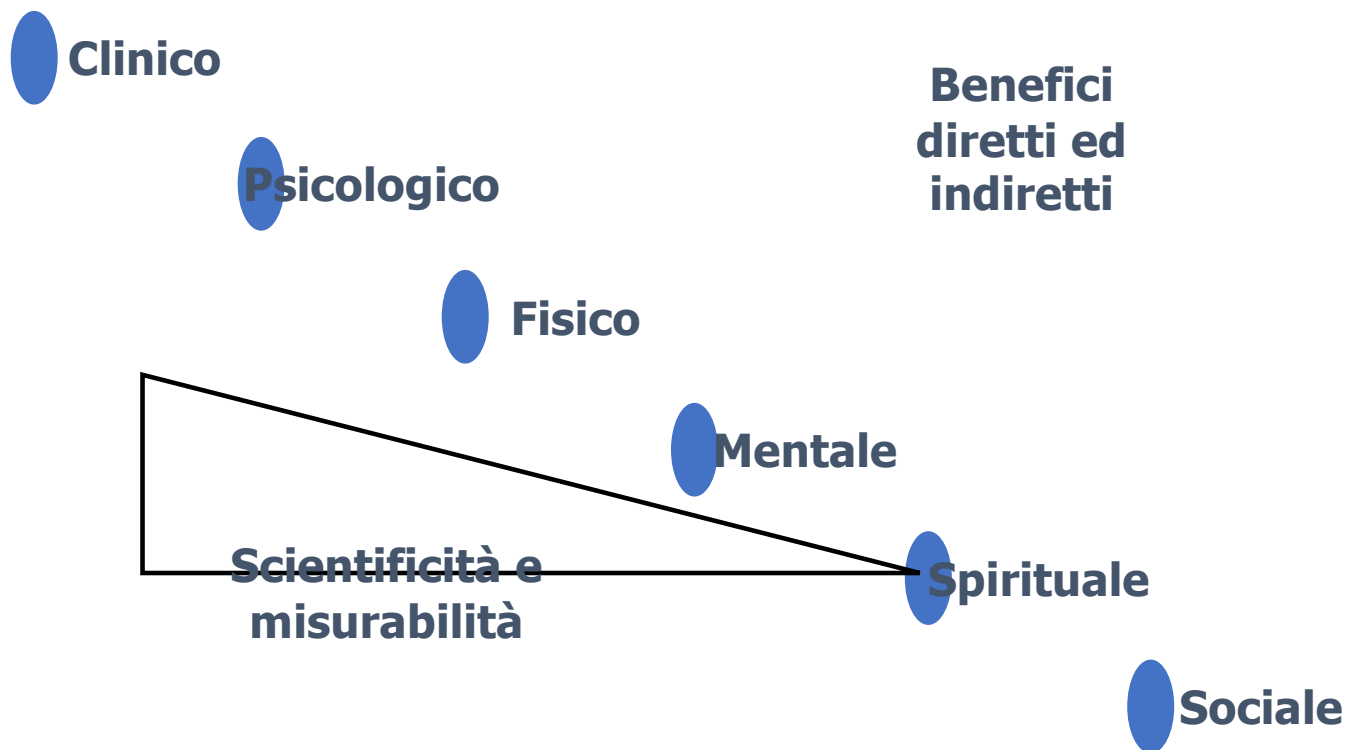 Clinico
Benefici
diretti ed
indiretti
Psicologico
Fisico
Mentale
Scientificità e
misurabilità
Spirituale
Sociale